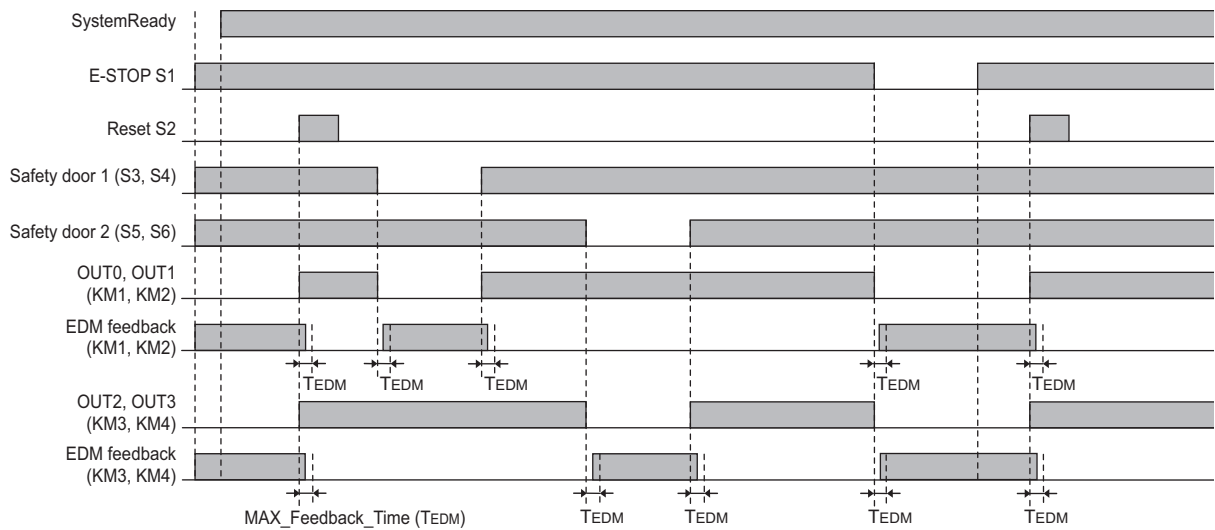 SystemReady
E-STOP S1
Reset S2
Safety door 1 (S3, S4)
Safety door 2 (S5, S6)
OUT0, OUT1
(KM1, KM2)
EDM feedback
(KM1, KM2)
TEDM TEDM TEDM TEDM TEDM
OUT2, OUT3
(KM3, KM4)
EDM feedback
(KM3, KM4)
MAX_Feedback_Time (TEDM) TEDM TEDM TEDM TEDM